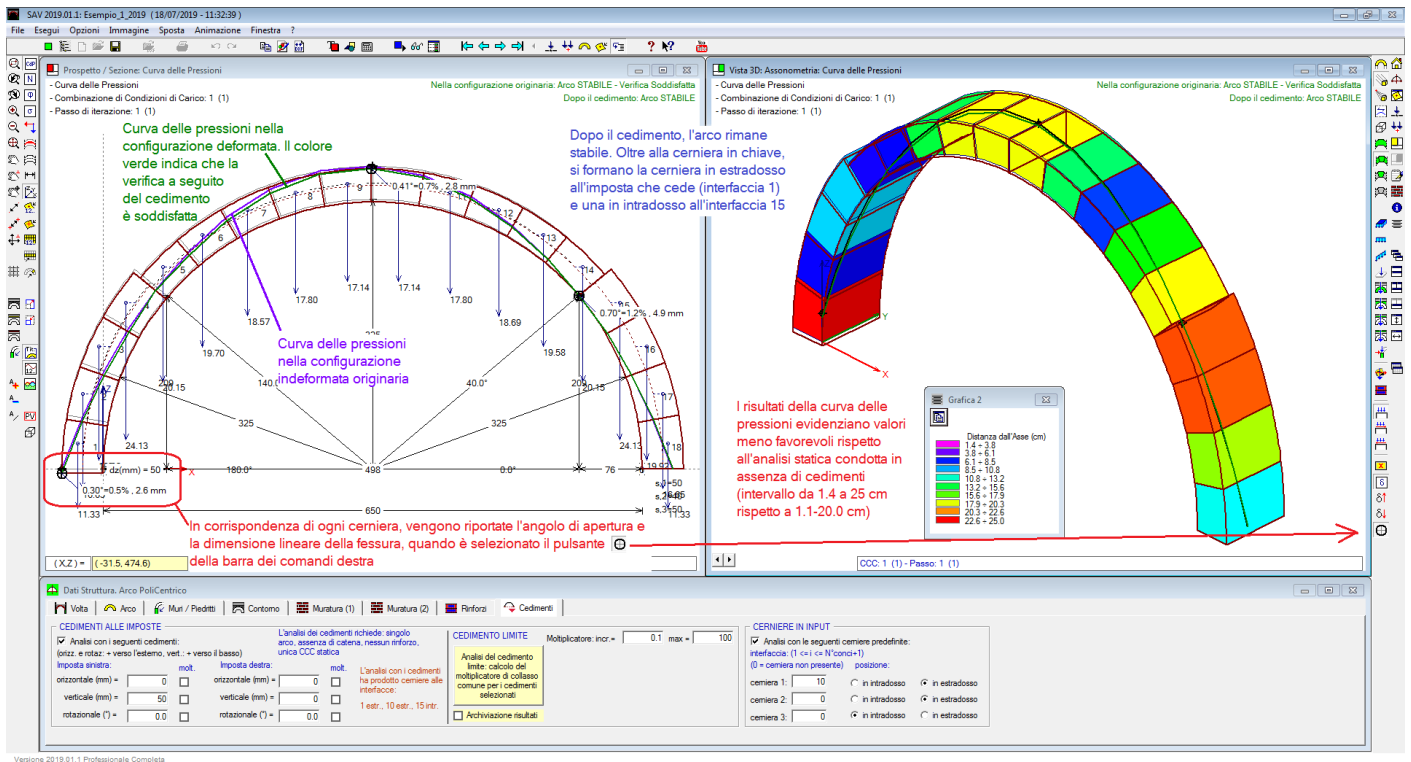 SAV 2019.01.1: Esempio_1_2019 (18/07/2019 - 11:32:39 )
File Esegui Opzioni Immagine Sposta Animazione Finestra ?
Prospetto / Sezione: Curva delle Pressioni
- Curva delle Pressioni
- Combinazione di Condizioni di Carico: 1 (1)
- Passo di iterazione: 1 (1)
Nella configurazione originaria: Arco STABILE - Verifica Soddisfatta
Dopo il cedimento: Arco STABILE
Curva delle pressioni nella
configurazione deformata. Il colore
verde indica che la
verifica a seguito
del cedimento
è soddisfatta
Dopo il cedimento, l'arco rimane
stabile. Oltre alla cerniera in chiave,
si formano la cerniera in estradosso
all'imposta che cede (interfaccia 1)
e una in intradosso all'interfaccia 15
0.41°=0.7% , 2.8 mm
0.70°=1.2% , 4.9 mm
1
3
5
6
7
8
9
12
13
14
16
17
18
17.80
17.14
17.14
17.80
18.57
18.69
19.70
19.58
20.15
20.15
140.0°
40.0°
325
325
24.13
24.13
Curva delle pressioni
nella configurazione
indeformata originaria
dz(mm) = 50
X
180.0°
498
0.0°
76
0.30°=0.5% , 2.6 mm
11.33
11.33
650
In corrispondenza di ogni cerniera, vengono riportate l'angolo di apertura e
la dimensione lineare della fessura, quando è selezionato il pulsante
della barra dei comandi destra
(X.Z) = (-31.5, 474.6)
Vista 3D: Assonometria: Curva delle Pressioni
- Curva delle Pressioni
- Combinazione di Condizioni di Carico: 1 (1)
- Passo di iterazione: 1 (1)
Nella configurazione originaria: Arco STABILE - Verifica Soddisfatta
Dopo il cedimento: Arco STABILE
Y
X
I risultati della curva delle
pressioni evidenziano valori
meno favorevoli rispetto
all'analisi statica condotta in
assenza di cedimenti
(intervallo da 1.4 a 25 cm
rispetto a 1.1-20.0 cm)
Grafica 2
Distanza dall'Asse (cm)
1.4 ÷ 3.8
3.8 ÷ 6.1
6.1 ÷ 8.5
8.5 ÷ 10.8
10.8 ÷ 13.2
13.2 ÷ 15.6
15.6 ÷ 17.9
17.9 ÷ 20.3
20.3 ÷ 22.6
22.6 ÷ 25.0
CCC: 1 (1) - Passo: 1 (1)
Dati Struttura. Arco PoliCentrico
Volta Arco Muri / Piedritti Contorno Muratura (1) Muratura (2) Rinforzi Cedimenti
CEDIMENTI ALLE IMPOSTE
Analisi con i seguenti cedimenti:
(orizz. e rotaz: + verso l'esterno, vert.: + verso il basso)
L'analisi dei cedimenti richiede: singolo
arco, assenza di catena, nessun rinforzo,
unica CCC statica
Imposta sinistra: molt. Imposta destra: molt.
orizzontale (mm) = 0 orizzontale (mm) = 0
verticale (mm) = 50 verticale (mm) = 0
rotazionale (°) = 0.0 rotazionale (°) = 0.0
L'analisi con i cedimenti
ha prodotto cerniere alle
interfacce:
1 estr., 10 estr., 15 intr.
CEDIMENTO LIMITE Moltiplicatore: incr.= 0.1 max = 100
Analisi del cedimento
limite: calcolo del
moltiplicatore di collasso
comune per i cedimenti
selezionati
Archiviazione risultati
CERNIERE IN INPUT
Analisi con le seguenti cerniere predefinite:
interfaccia: (1 <= i <= N°conci+1)
(0 = cerniera non presente) posizione:
cerniera 1: 10 in intradosso in estradosso
cerniera 2: 0 in intradosso in estradosso
cerniera 3: 0 in intradosso in estradosso
Versione 2019.01.1 Professionale Completa